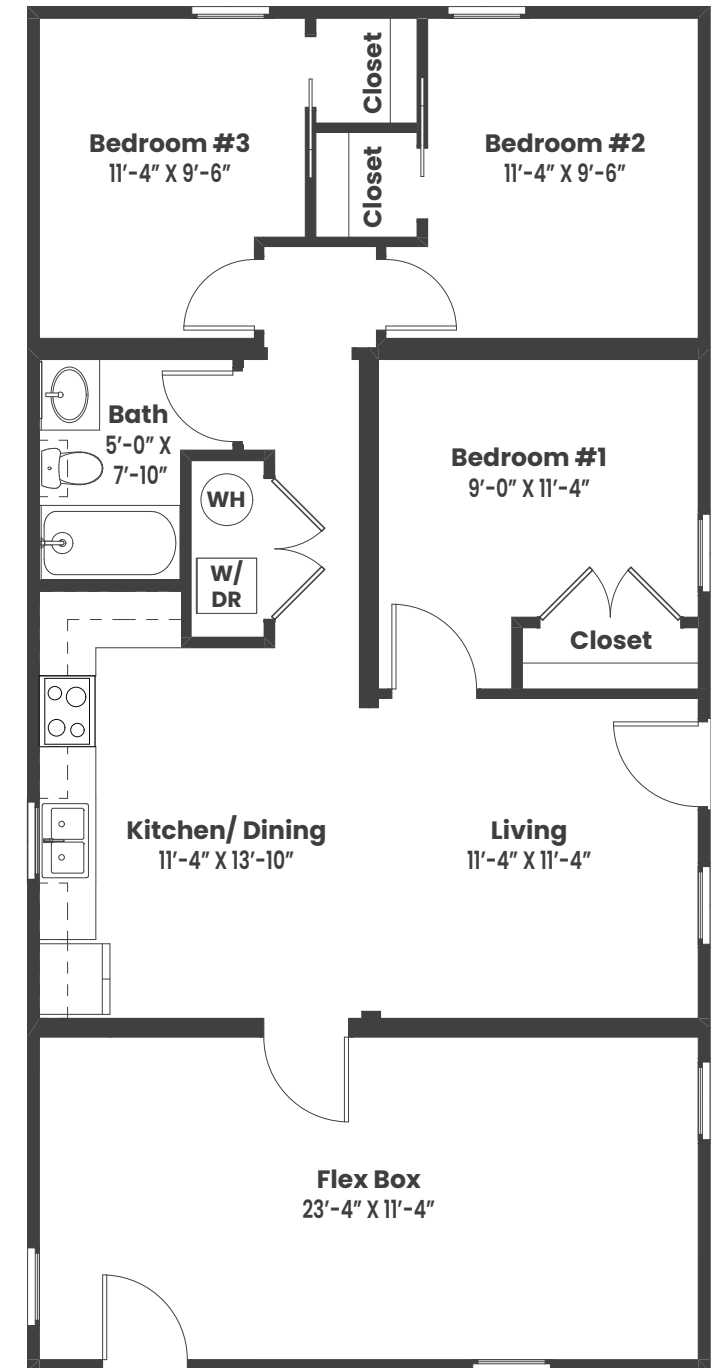 Closet
Bedroom #3
11’-4” X 9’-6”
Bedroom #2
11’-4” X 9’-6”
Closet
Bath
5’-0” X
7’-10”
Bedroom #1
9’-0” X 11’-4”
WH
W/
DR
Closet
Kitchen/ Dining
11’-4” X 13’-10”
Living
11’-4” X 11’-4”
Flex Box
23’-4” X 11’-4”